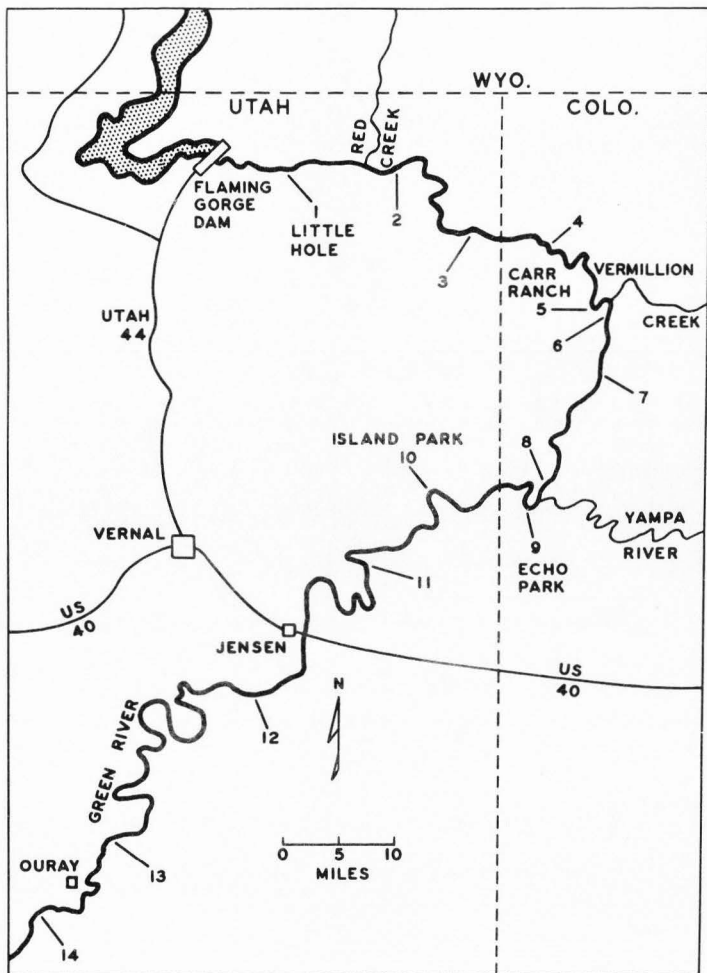 WYO.
UTAH
COLO.
RED
CREEK
FLAMING
GORGE
DAM
1
LITTLE
HOLE
2
3
4
CARR
RANCH
VERMILLION
CREEK
5
6
7
UTAH
44
ISLAND PARK
10
8
YAMPA
RIVER
9
ECHO
PARK
VERNAL
11
US
40
JENSEN
US
40
N
12
GREEN RIVER
0 5 10
MILES
13
OURAY
14